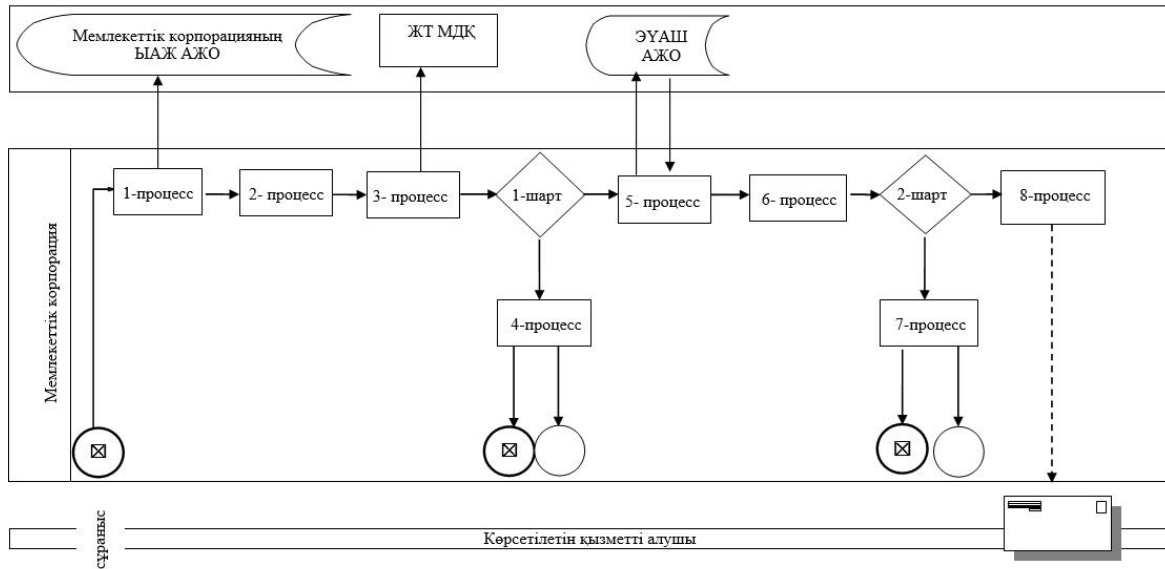 Мемлекеттік корпорацияның
ЫАЖ АЖО
ЖТ МДҚ
ЭҮАШ
АЖО
Мемлекеттік корпорация
1-процесс
2- процесс
3- процесс
1-шарт
5- процесс
6- процесс
2-шарт
8-процесс
4-процесс
7-процесс
сұраныс
Көрсетілетін қызметті алушы